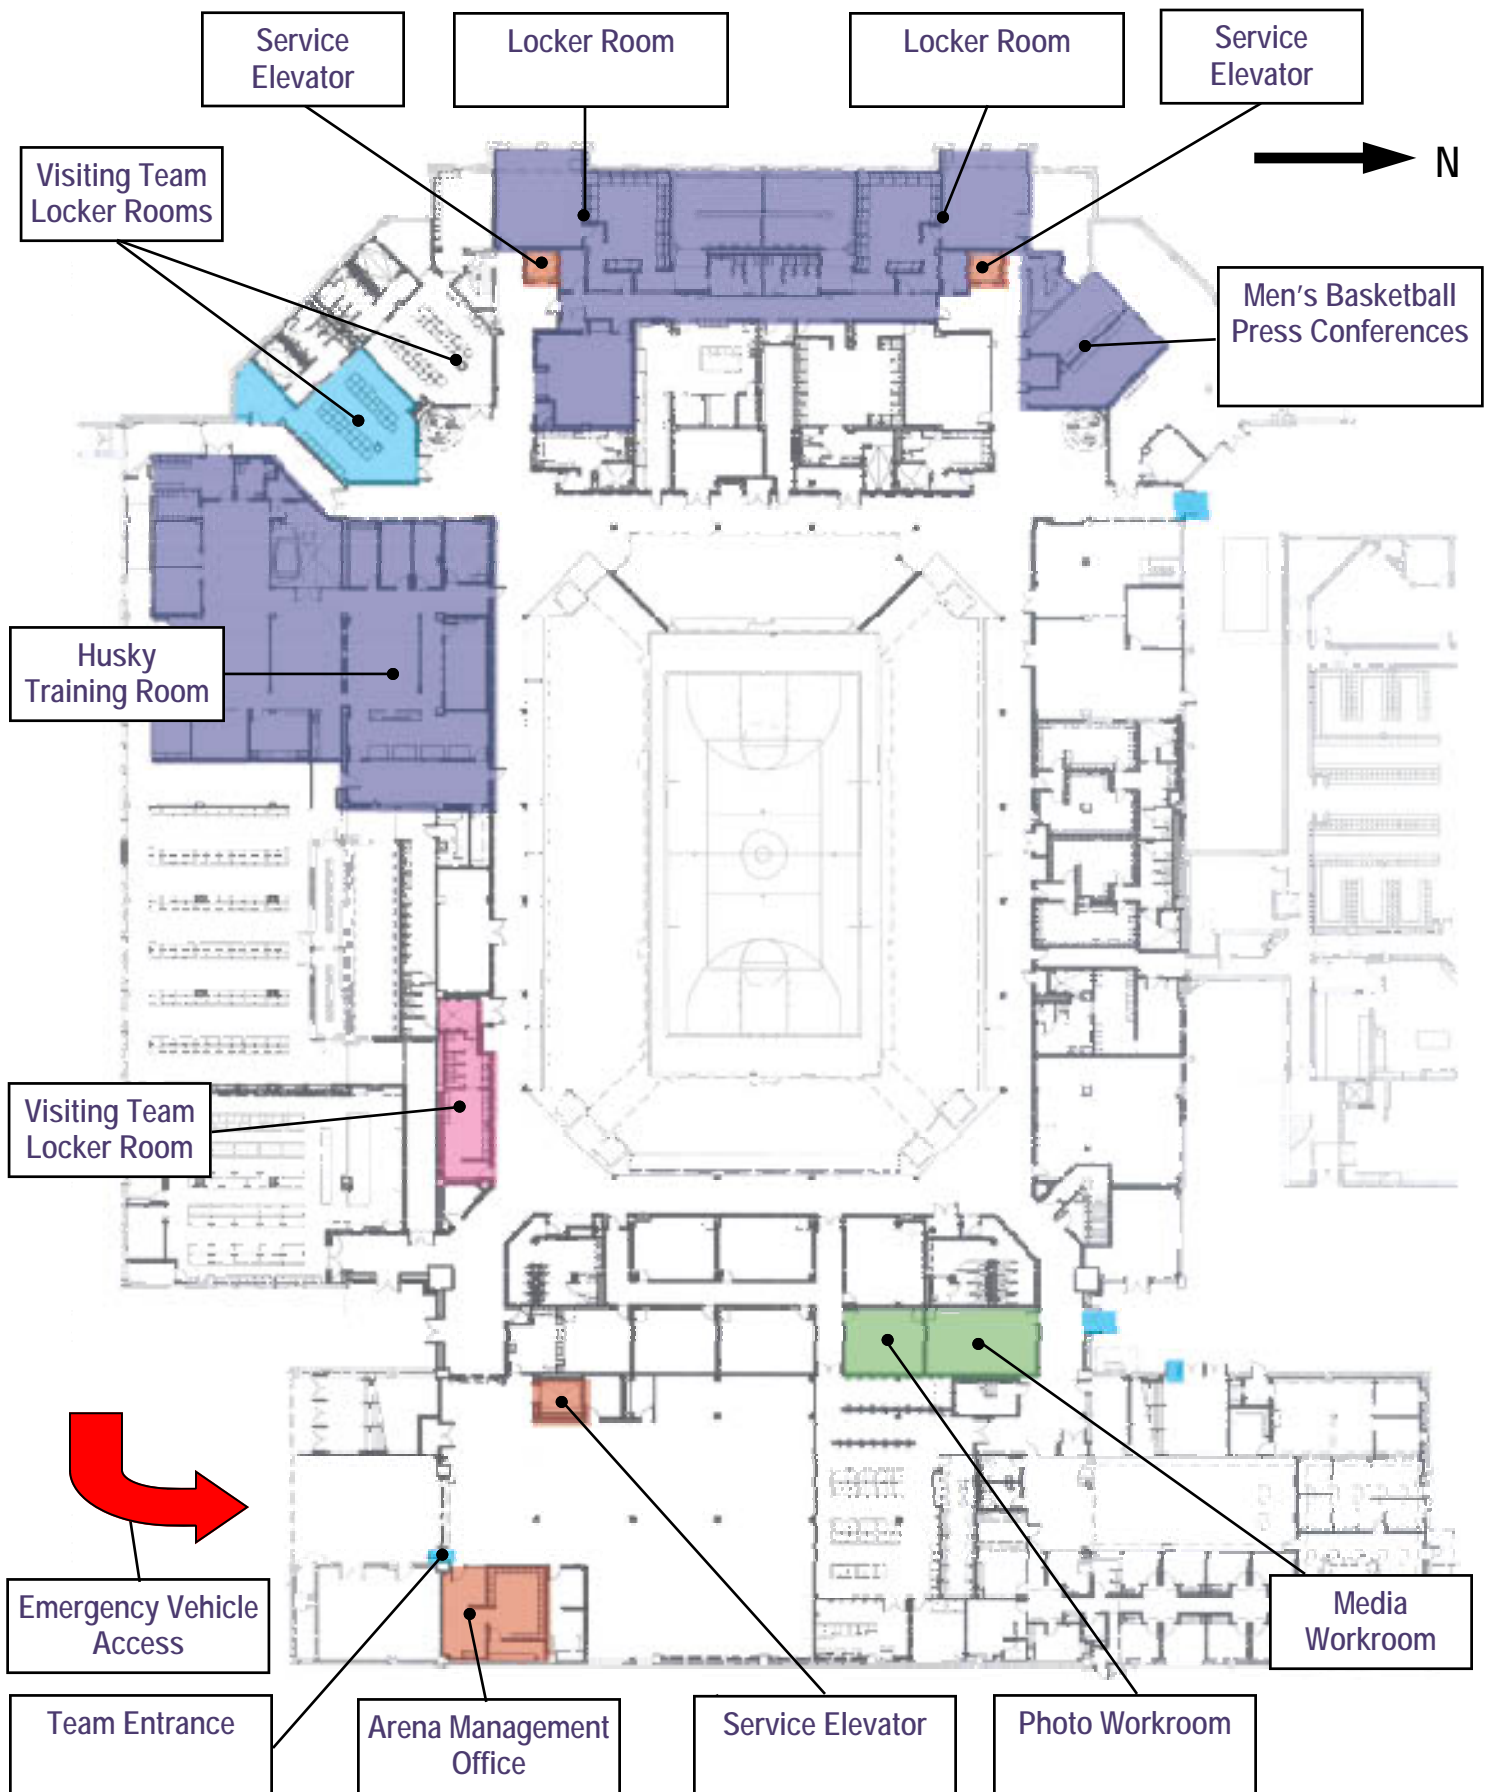 Service
Elevator
Locker Room
Locker Room
Service
Elevator
N
Visiting Team
Locker Rooms
Men's Basketball
Press Conferences
Husky
Training Room
Visiting Team
Locker Room
Emergency Vehicle
Access
Media
Workroom
Team Entrance
Arena Management
Office
Service Elevator
Photo Workroom